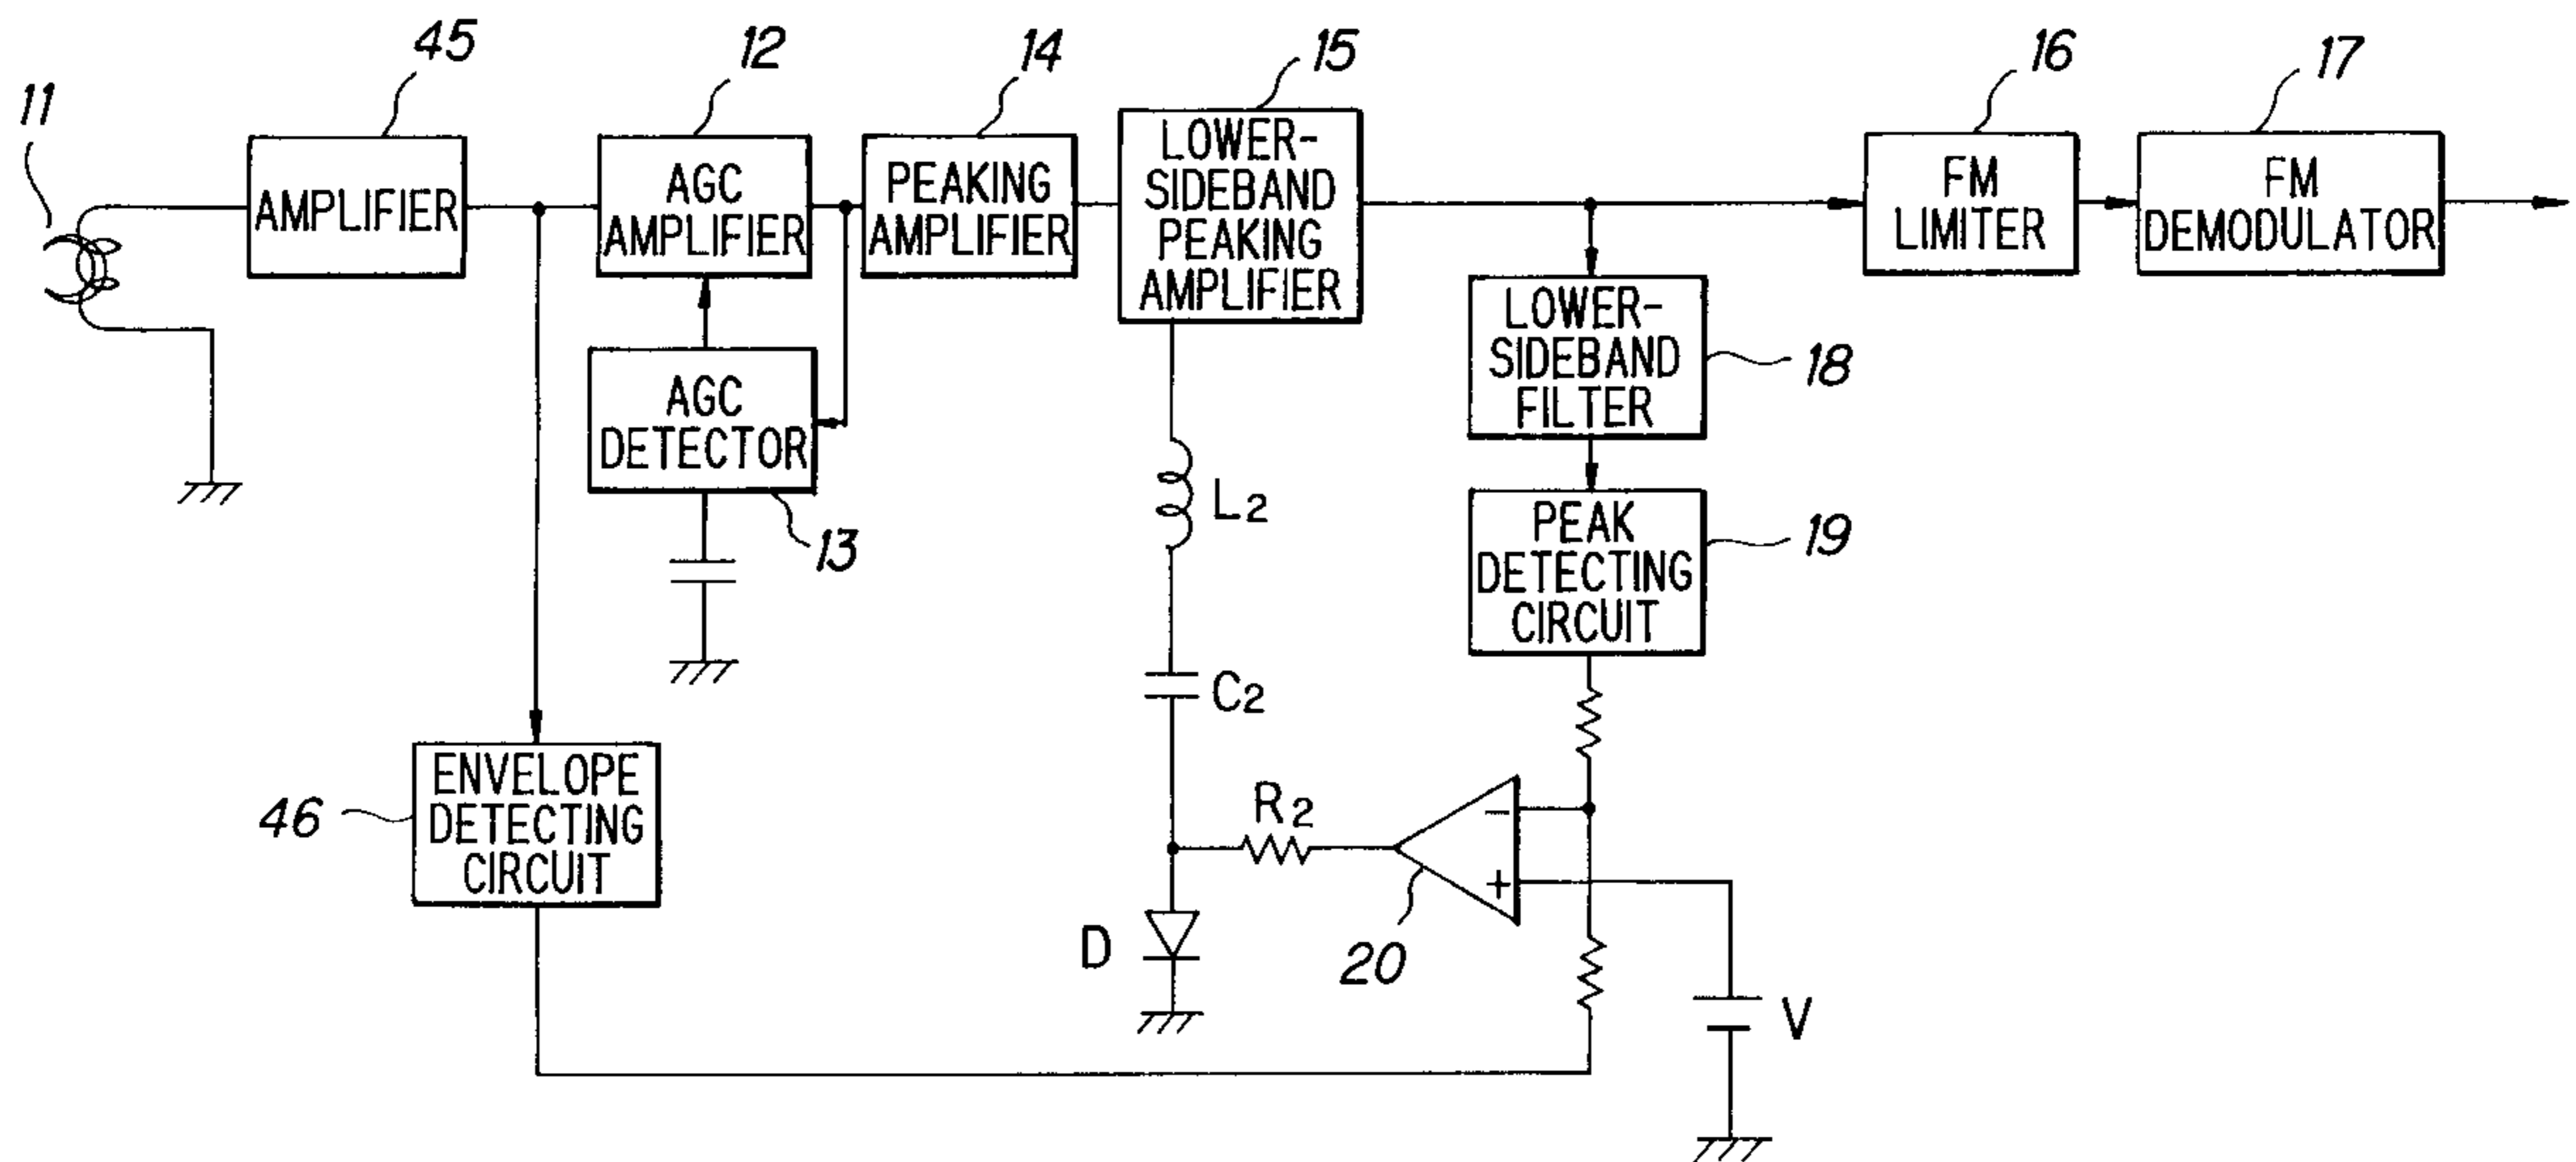 11
45
AMPLIFIER
12
AGC
AMPLIFIER
14
PEAKING
AMPLIFIER
15
LOWER-
SIDEBAND
PEAKING
AMPLIFIER
16
FM
LIMITER
17
FM
DEMODULATOR
AGC
DETECTOR
13
LOWER-
SIDEBAND
FILTER
18
L2
PEAK
DETECTING
CIRCUIT
19
C2
ENVELOPE
DETECTING
CIRCUIT
46
R2
−
+
20
D
V